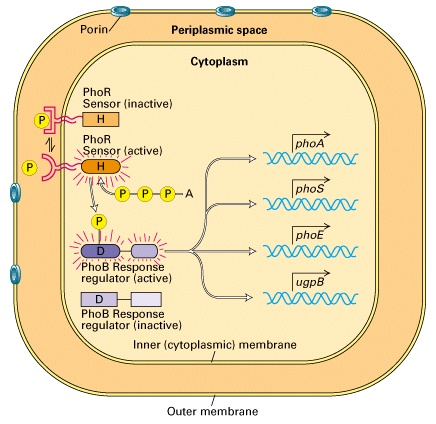 Porin
Periplasmic space
Cytoplasm
PhoR
Sensor (inactive)
P
H
PhoR
Sensor (active)
P
H
P P P A
P
D
PhoB Response
regulator (active)
D
PhoB Response
regulator (inactive)
phoA
phoS
phoE
ugpB
Inner (cytoplasmic) membrane
Outer membrane